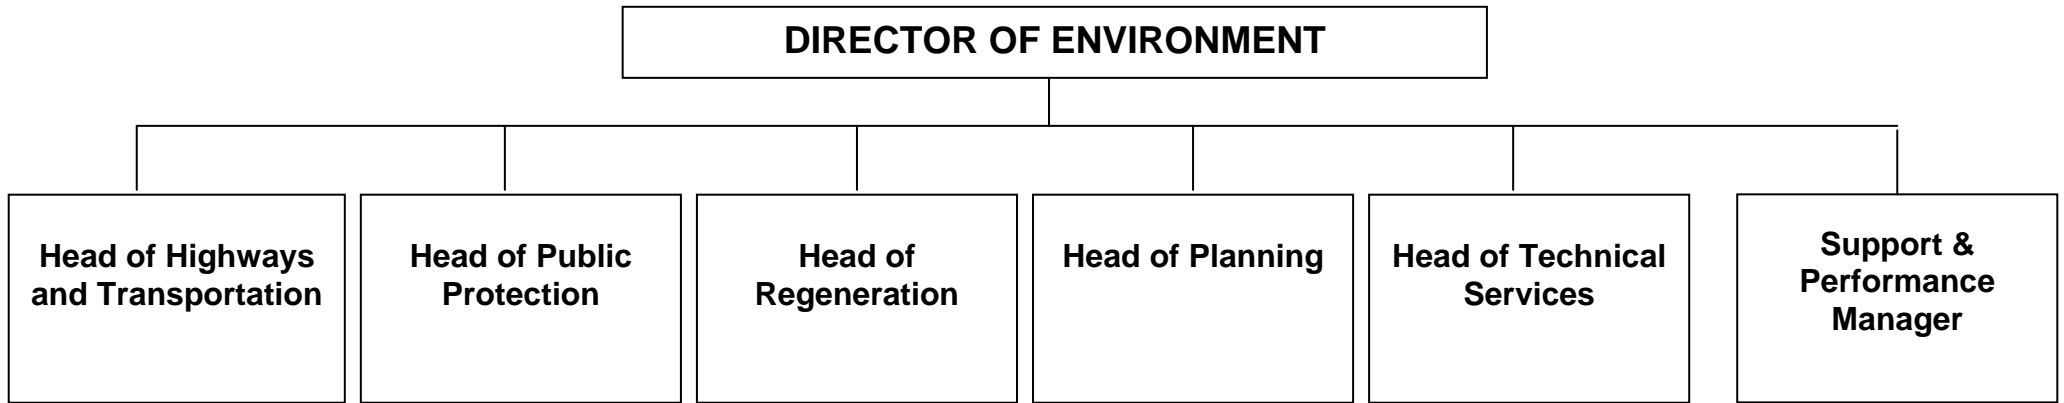 DIRECTOR OF ENVIRONMENT
Head of Highways
and Transportation
Head of Public
Protection
Head of
Regeneration
Head of Planning
Head of Technical
Services
Support &
Performance
Manager